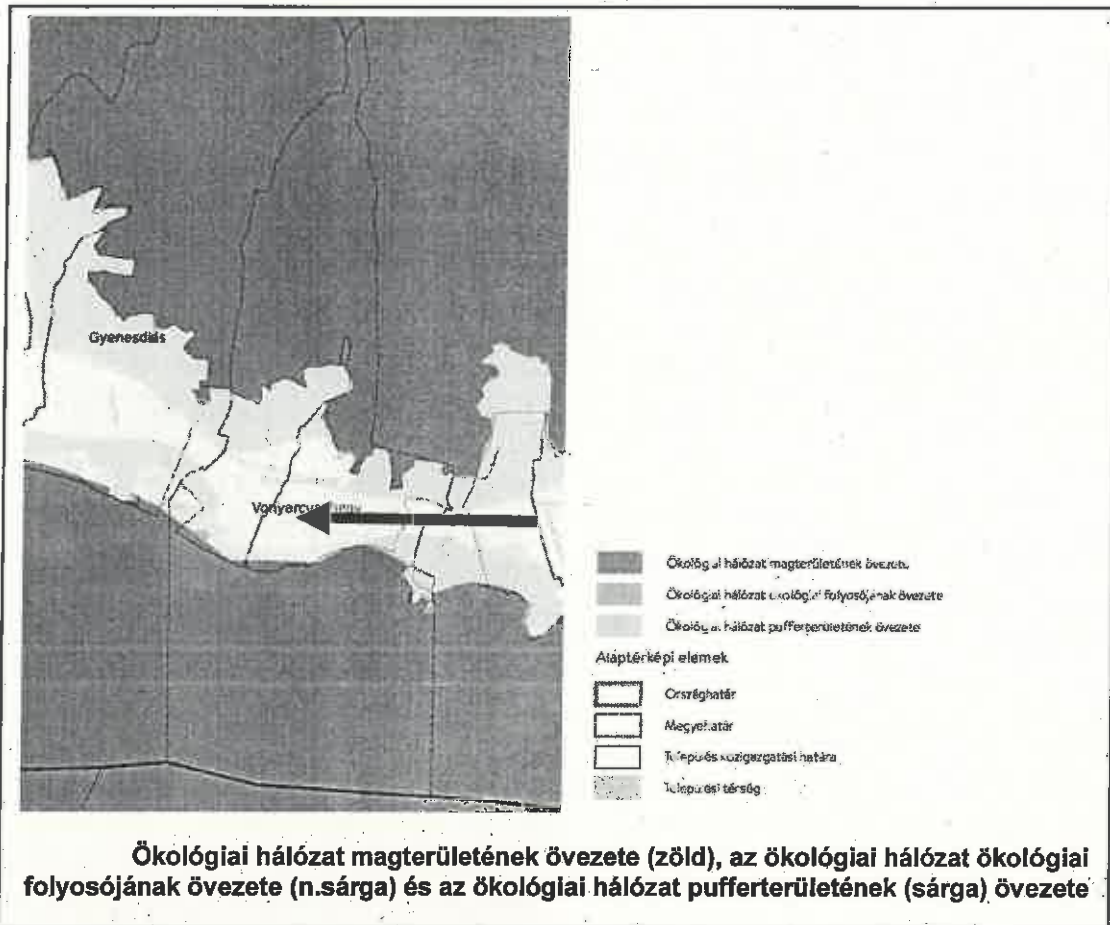 Gyenesdiás
Ökológiai hálózat magterületének övezete
Ökológiai hálózat ökológiai folyosójának övezete
Ökológiai hálózat pufferterületének övezete
Alaptérképi elemek
Országhatár
Megyehatár
Település közigazgatási határa
Települési térség
Ökológiai hálózat magterületének övezete (zöld), az ökológiai hálózat ökológiai
folyosójának övezete (n.sárga) és az ökológiai hálózat pufferterületének (sárga) övezete